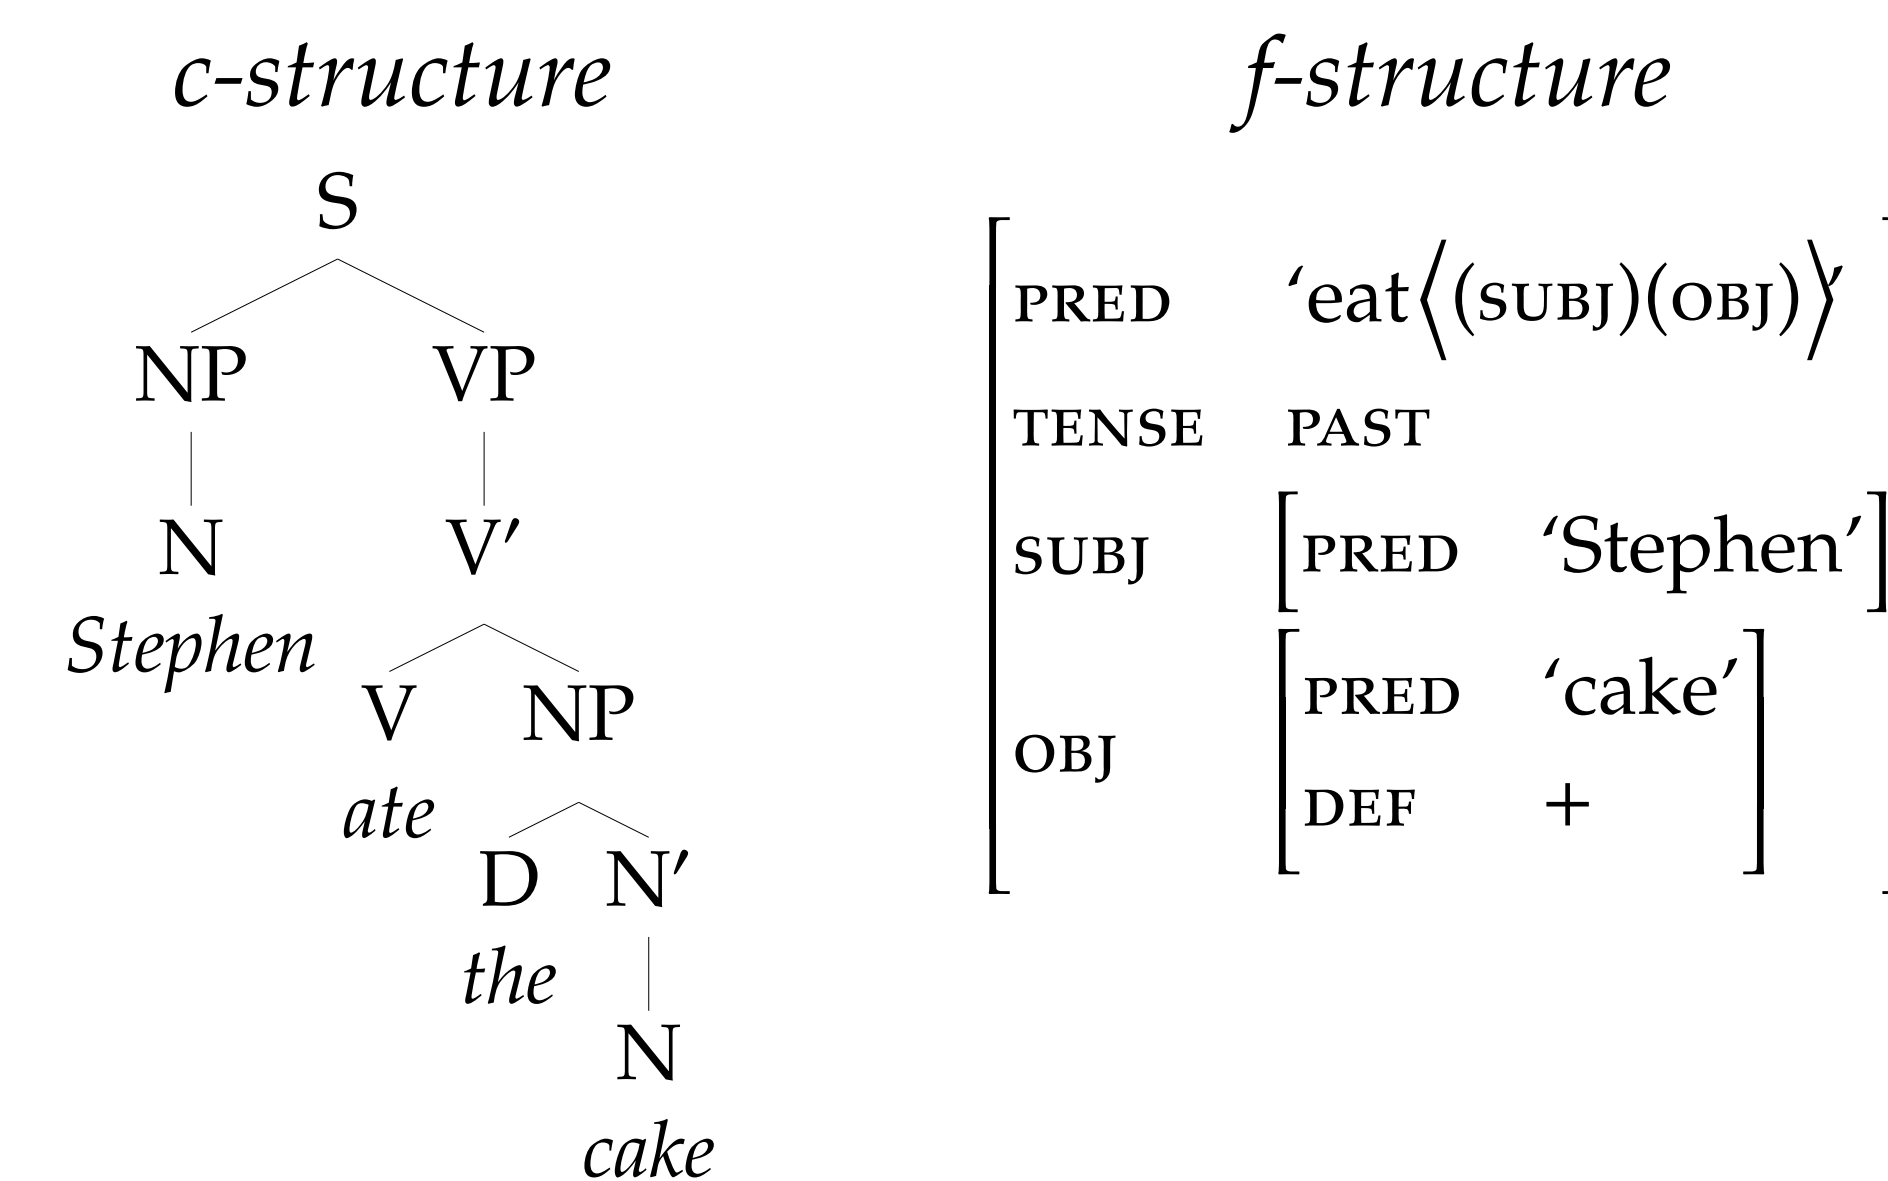 c-structure
S
NP VP
N V′
Stephen
V NP
ate
D N′
the
N
cake
f-structure
PRED ‘eat⟨(SUBJ)(OBJ)⟩’
TENSE PAST
SUBJ [PRED ‘Stephen’]
OBJ [PRED ‘cake’
DEF +]